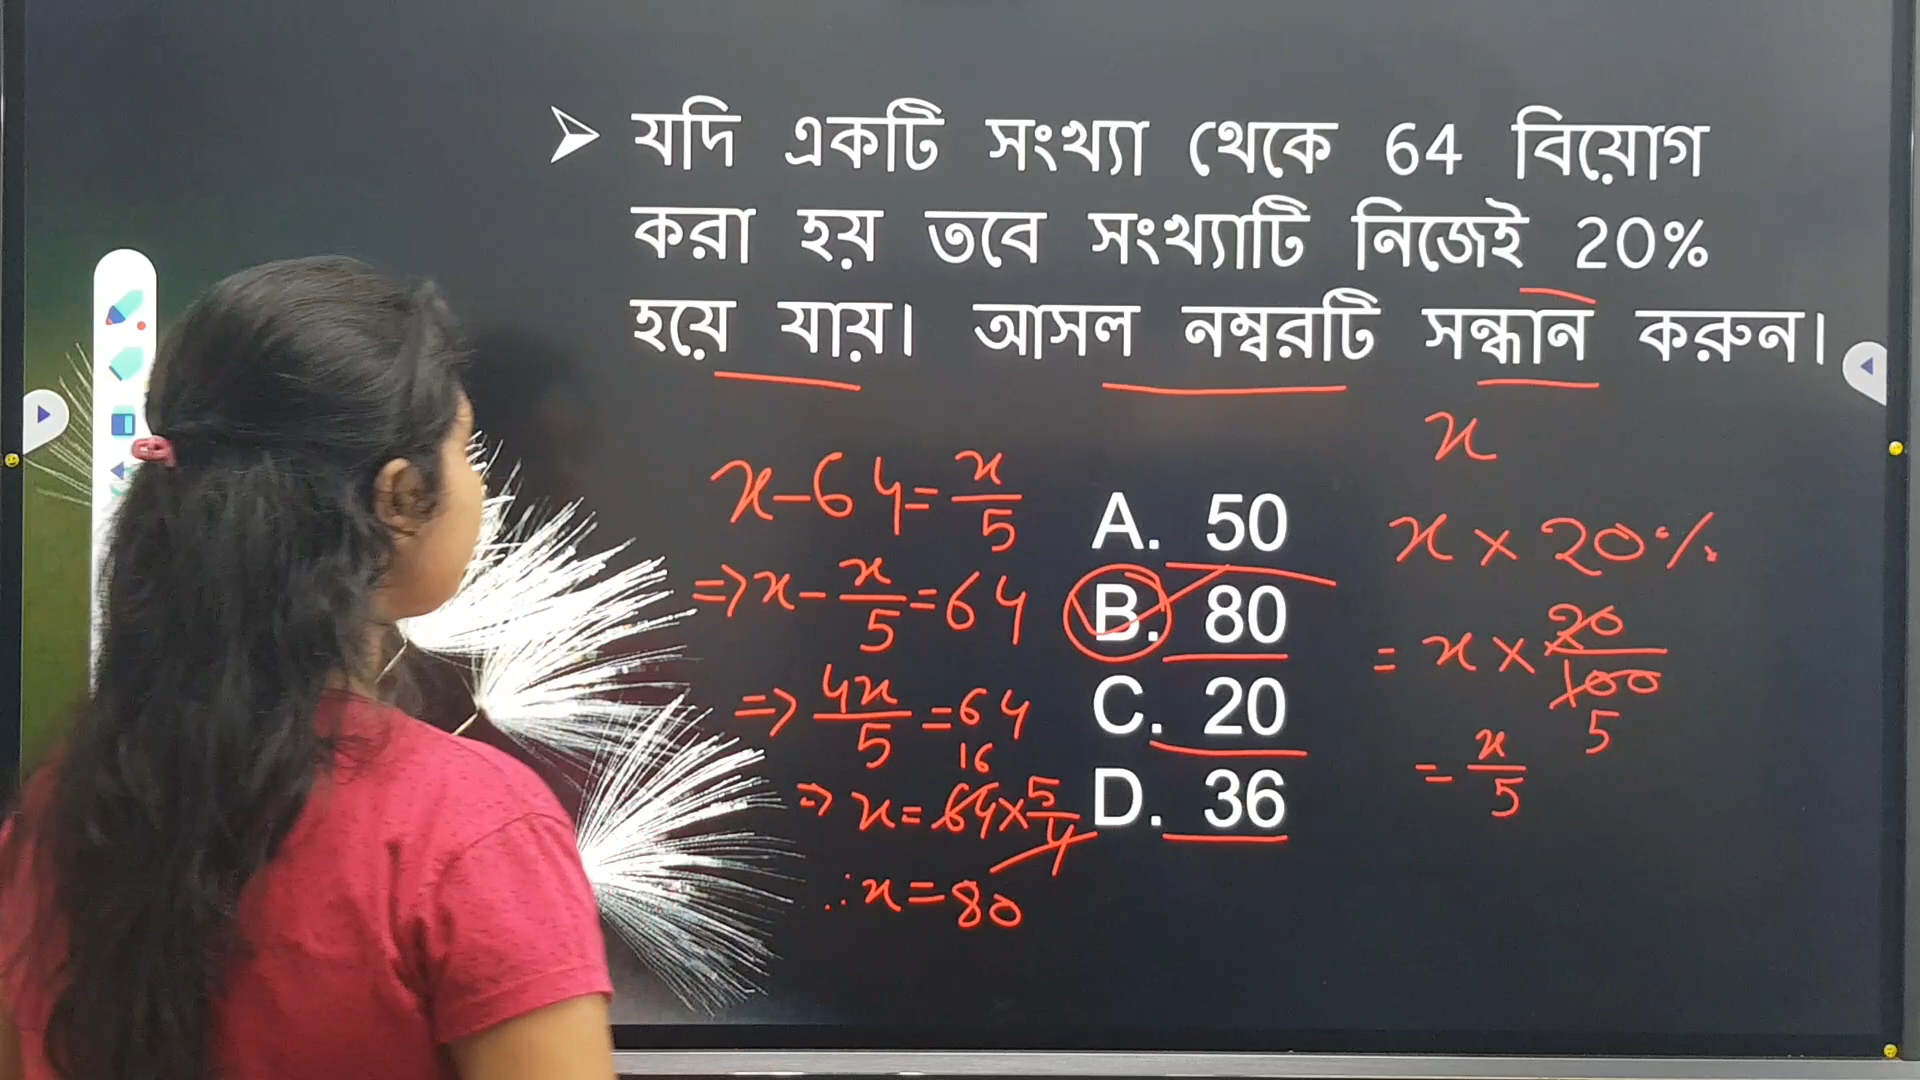 ➢ যদি একটি সংখ্যা থেকে 64 বিয়োগ
করা হয় তবে সংখ্যাটি নিজেই 20%
হয়ে যায়। আসল নম্বরটি সন্ধান করুন।
x
x-64=x/5
A. 50
x × 20%
⇒x-x/5=64
B. 80
= x × 20/100
5
⇒ 4x/5 =64
C. 20
= x/5
16
⇒ x= 64×5/4
D. 36
∴x=80